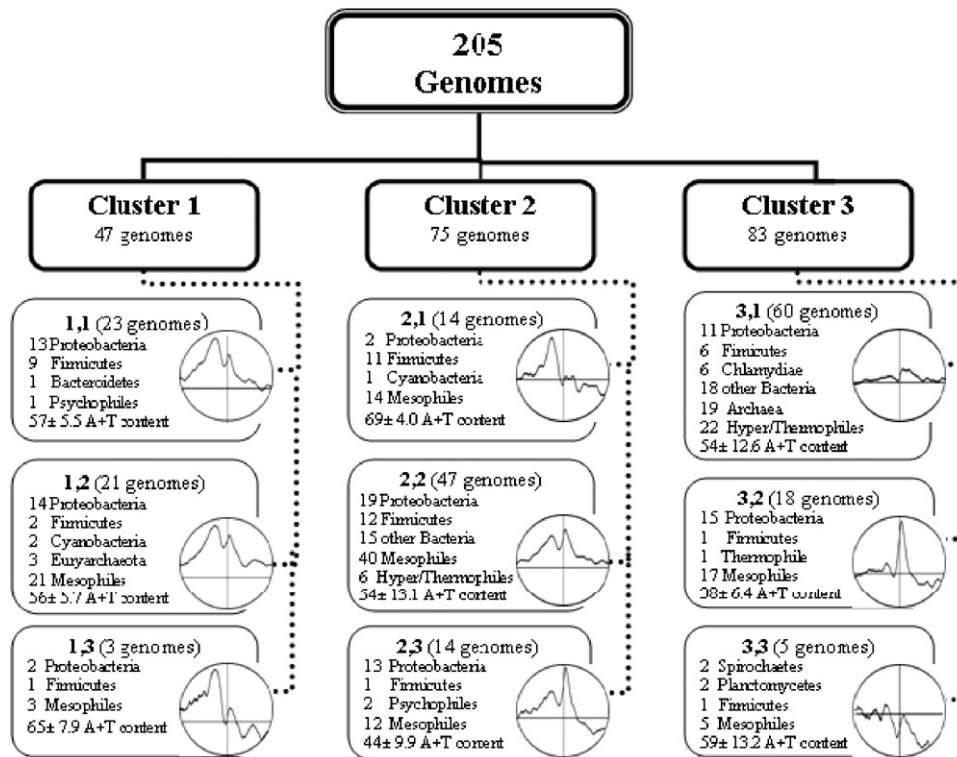 205
Genomes
Cluster 1
47 genomes
Cluster 2
75 genomes
Cluster 3
83 genomes
1,1 (23 genomes)
13 Proteobacteria
9 Firmicutes
1 Bacteroidetes
1 Psychophiles
57± 5.5 A+T content
1,2 (21 genomes)
14 Proteobacteria
2 Firmicutes
2 Cyanobacteria
3 Euryarchaeota
21 Mesophiles
56± 5.7 A+T content
1,3 (3 genomes)
2 Proteobacteria
1 Firmicutes
3 Mesophiles
65± 7.9 A+T content
2,1 (14 genomes)
2 Proteobacteria
11 Firmicutes
1 Cyanobacteria
14 Mesophiles
69± 4.0 A+T content
2,2 (47 genomes)
19 Proteobacteria
12 Firmicutes
15 other Bacteria
40 Mesophiles
6 Hyper/Thermophiles
54± 13.1 A+T content
2,3 (14 genomes)
13 Proteobacteria
1 Firmicutes
2 Psychophiles
12 Mesophiles
44± 9.9 A+T content
3,1 (60 genomes)
11 Proteobacteria
6 Firmicutes
6 Chlamydiae
18 other Bacteria
19 Archaea
22 Hyper/Thermophiles
54± 12.6 A+T content
3,2 (18 genomes)
15 Proteobacteria
1 Firmicutes
1 Thermophile
17 Mesophiles
38± 6.4 A+T content
3,3 (5 genomes)
2 Spirochaetes
2 Planctomycetes
1 Firmicutes
5 Mesophiles
59± 13.2 A+T content